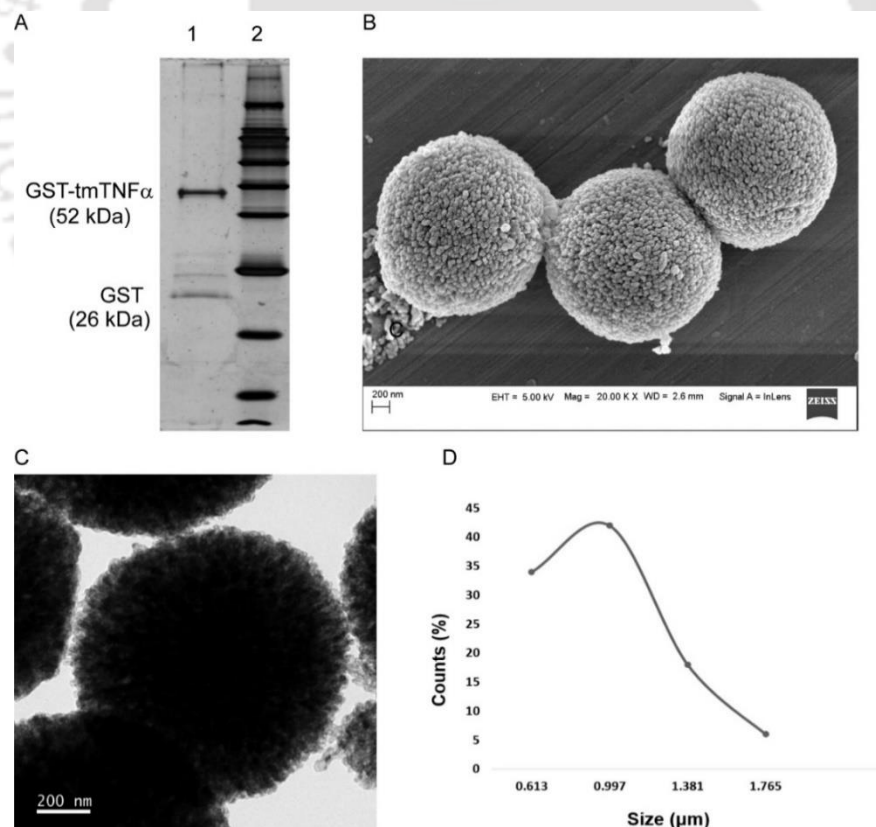 A
1 2
GST-tmTNFα
(52 kDa)
GST
(26 kDa)
B
200 nm
EHT = 5.00 kV Mag = 20.00 K X WD = 2.6 mm Signal A = InLens
ZEISS
C
200 nm
D
Counts (%)
45
40
35
30
25
20
15
10
5
0
0.613 0.997 1.381 1.765
Size (µm)